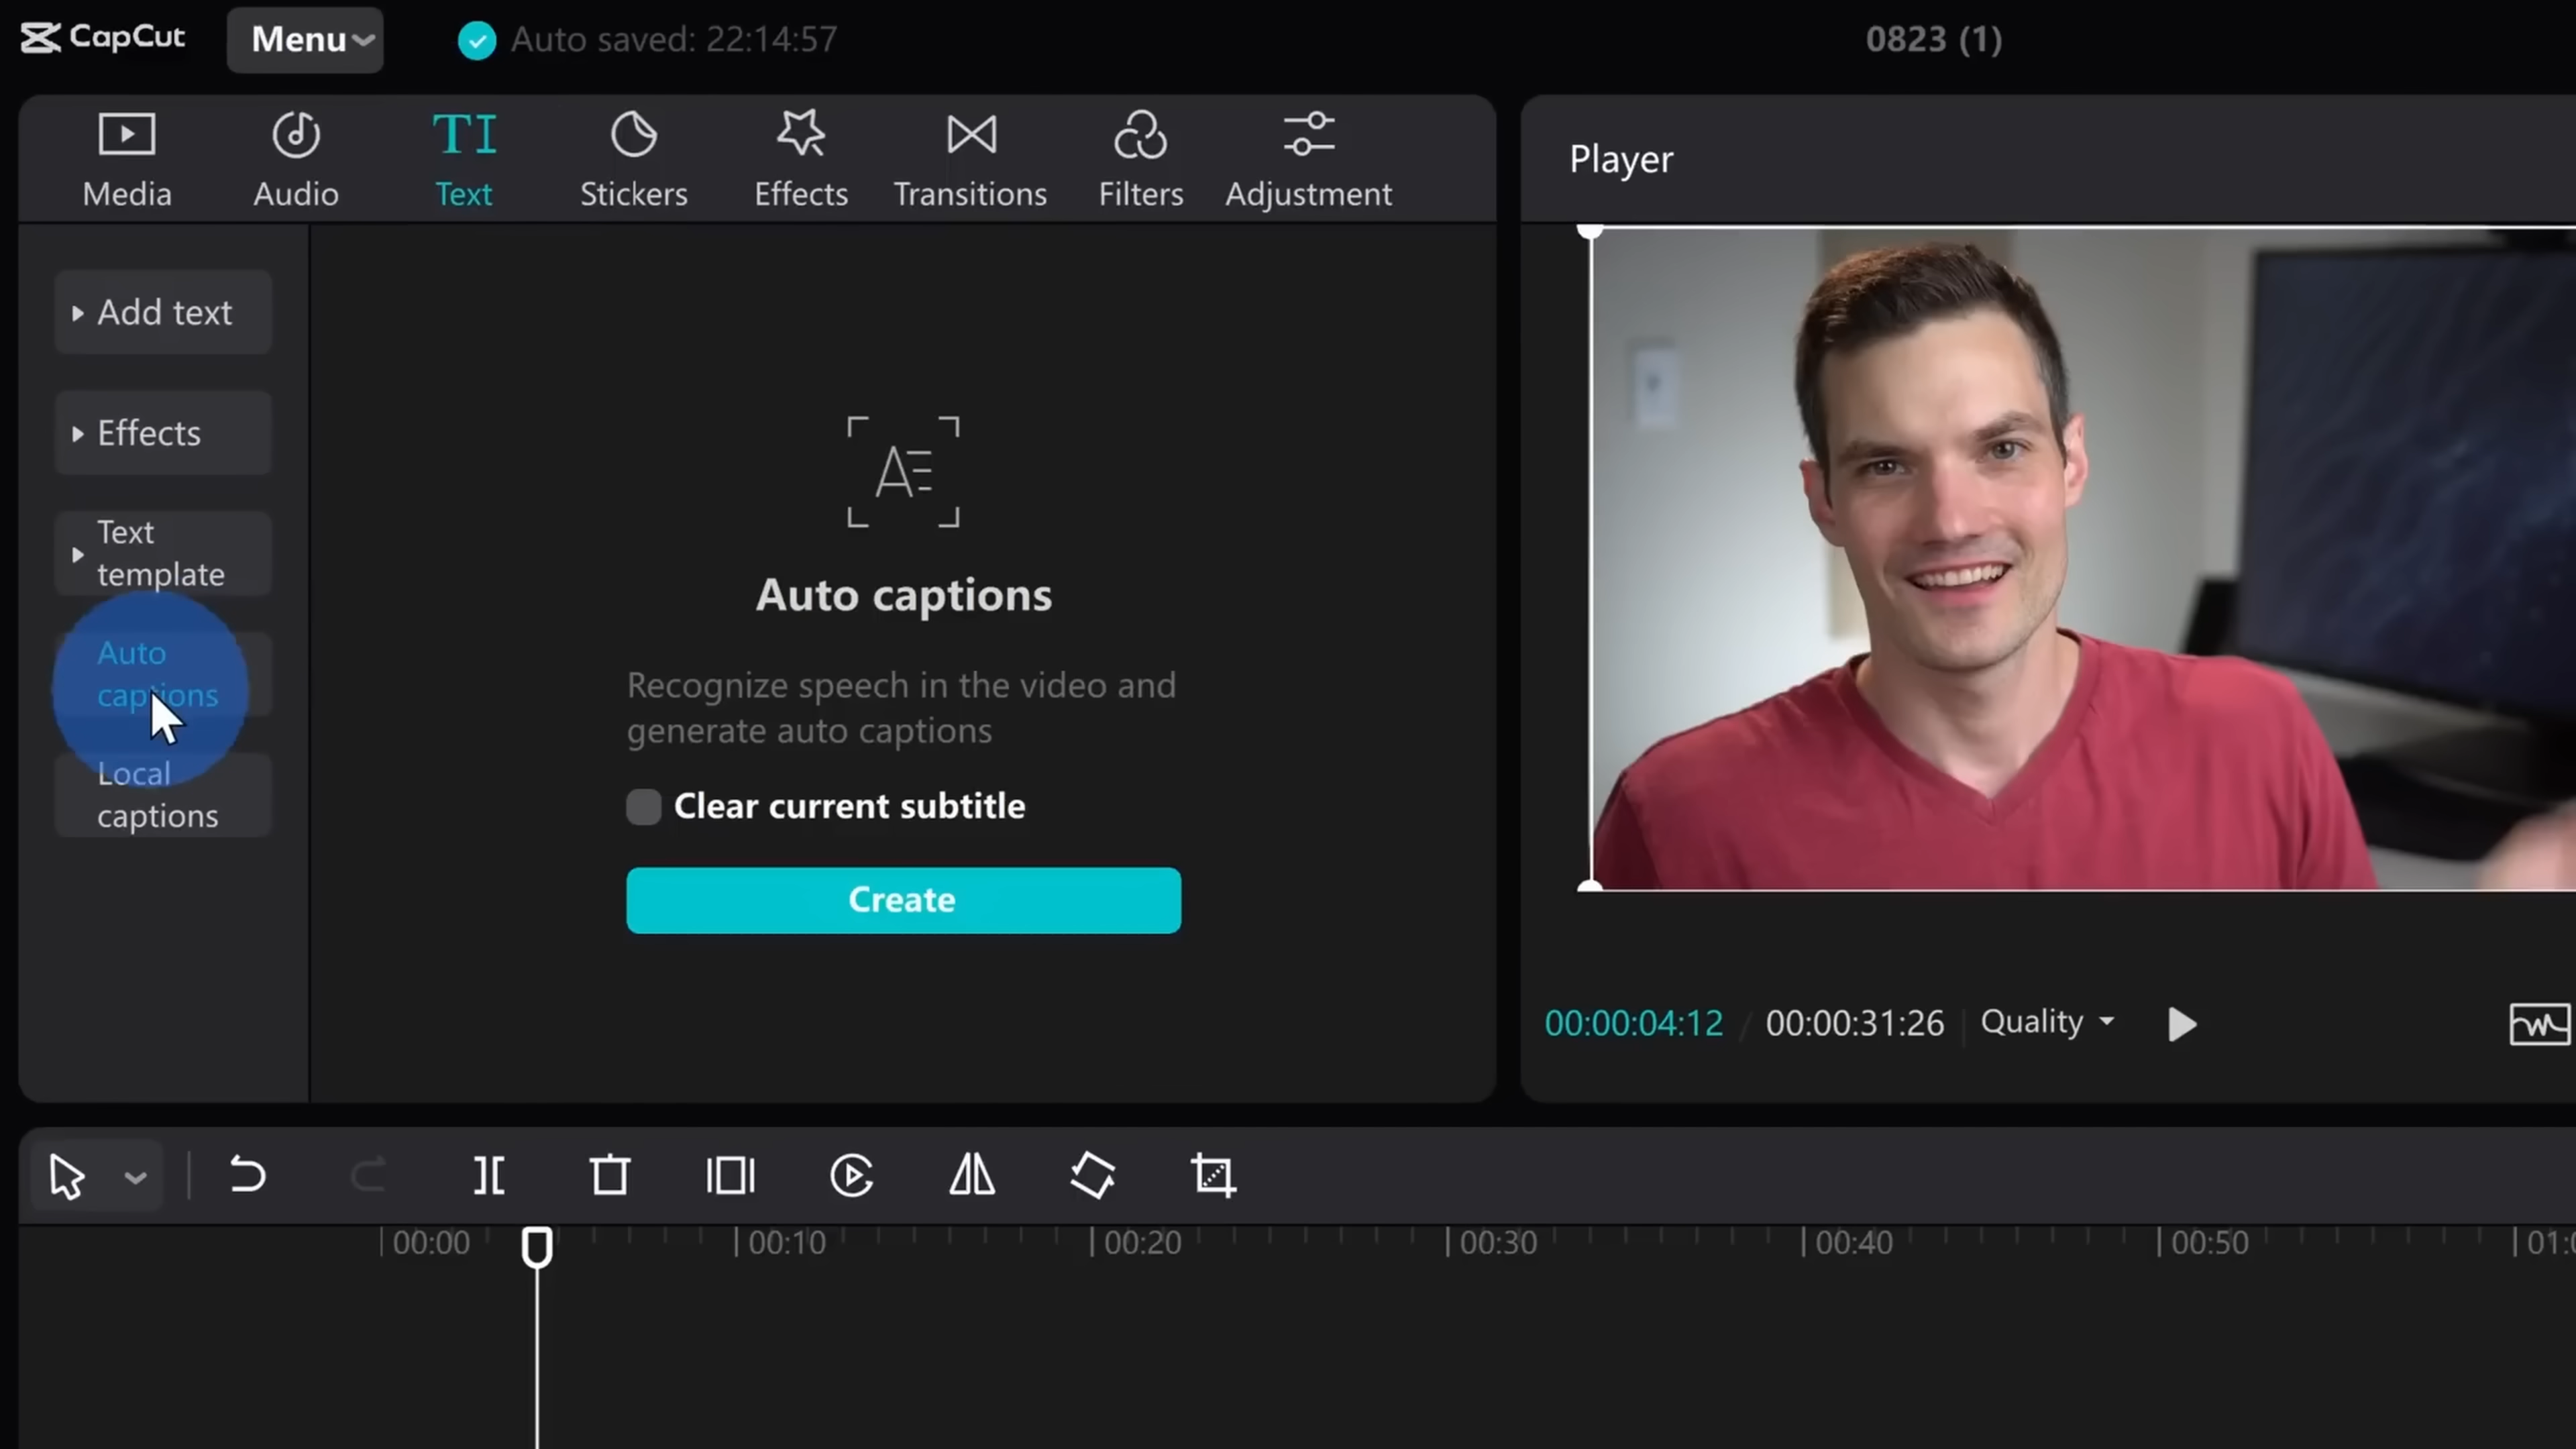 CapCut
Menu
Auto saved: 22:14:57
0823 (1)
Media
Audio
TI
Text
Stickers
Effects
Transitions
Filters
Adjustment
Player
Add text
Effects
Text
template
Auto
captions
Local
captions
A
Auto captions
Recognize speech in the video and
generate auto captions
Clear current subtitle
Create
00:00:04:12 / 00:00:31:26
Quality
00:00
00:10
00:20
00:30
00:40
00:50